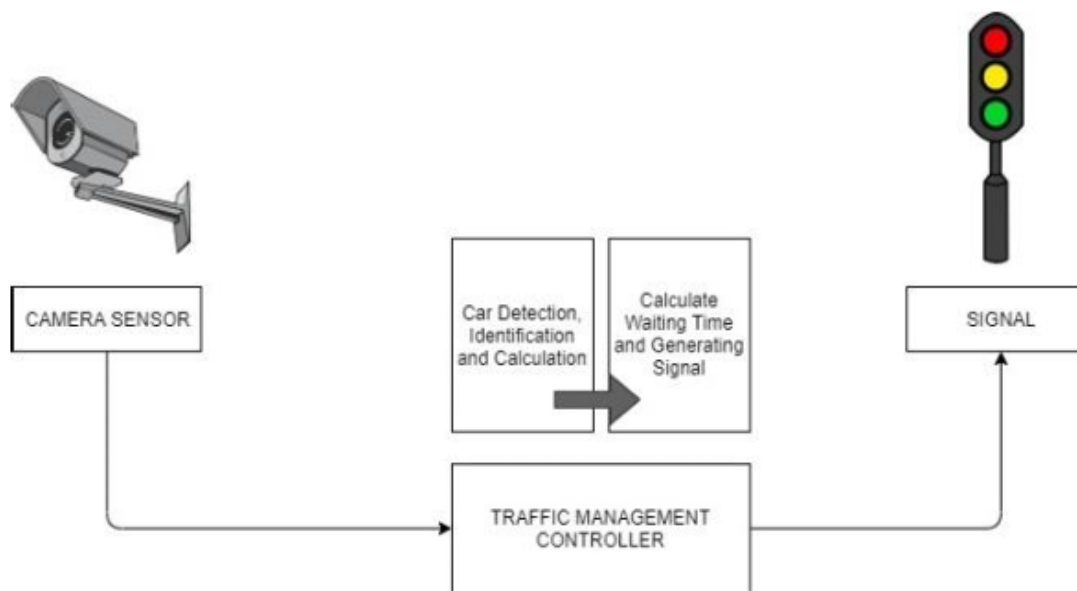 CAMERA SENSOR
Car Detection,
Identification
and Calculation
Calculate
Waiting Time
and Generating
Signal
SIGNAL
TRAFFIC MANAGEMENT
CONTROLLER